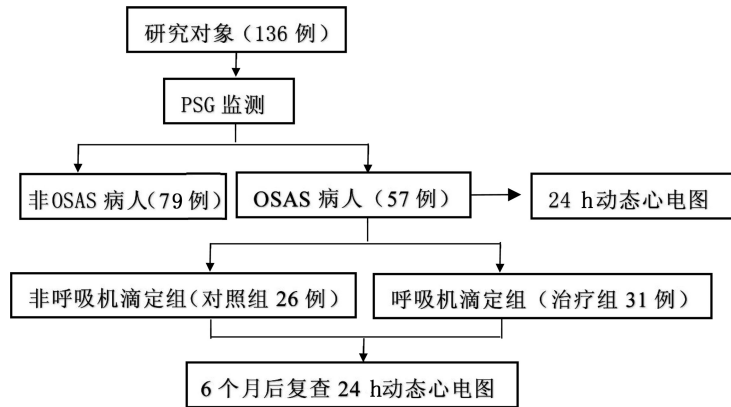 研究对象（136 例）
PSG 监测
非OSAS 病人（79 例）
OSAS 病人（57 例）
24 h动态心电图
非呼吸机滴定组（对照组 26 例）
呼吸机滴定组（治疗组 31 例）
6 个月后复查 24 h动态心电图